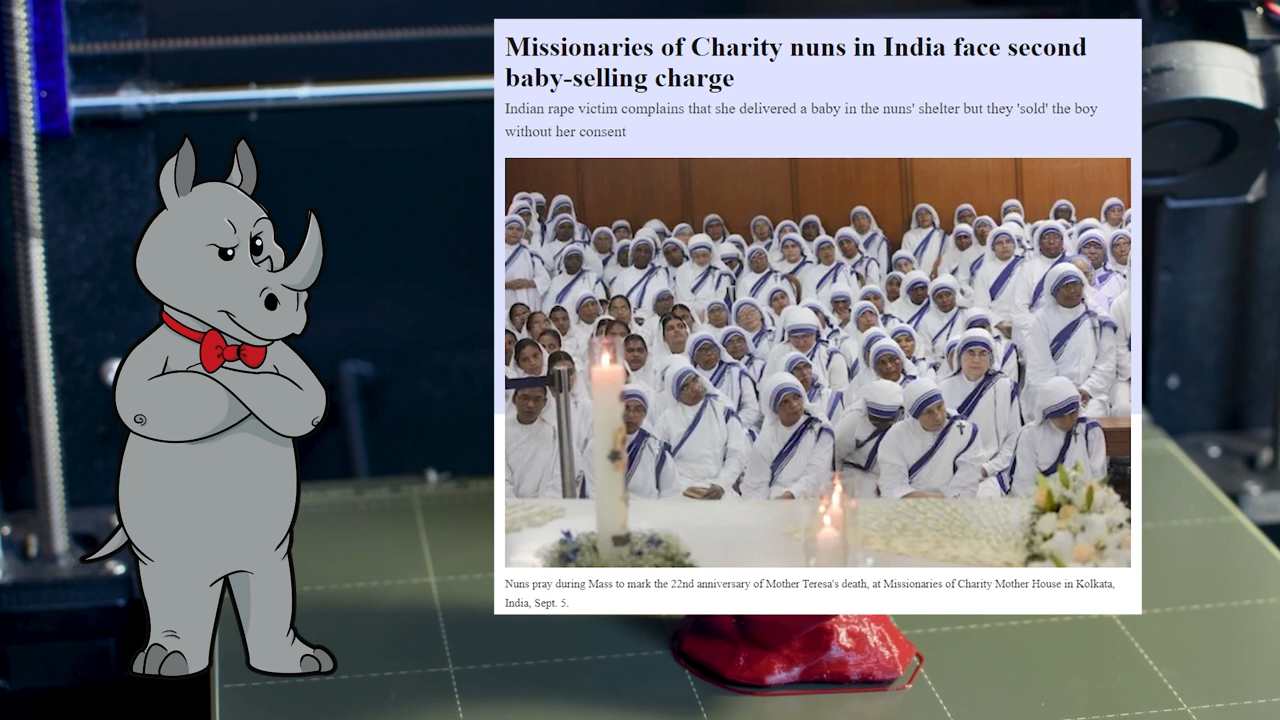 Missionaries of Charity nuns in India face second
baby-selling charge
Indian rape victim complains that she delivered a baby in the nuns' shelter but they 'sold' the boy
without her consent
Nuns pray during Mass to mark the 22nd anniversary of Mother Teresa's death, at Missionaries of Charity Mother House in Kolkata,
India, Sept. 5.